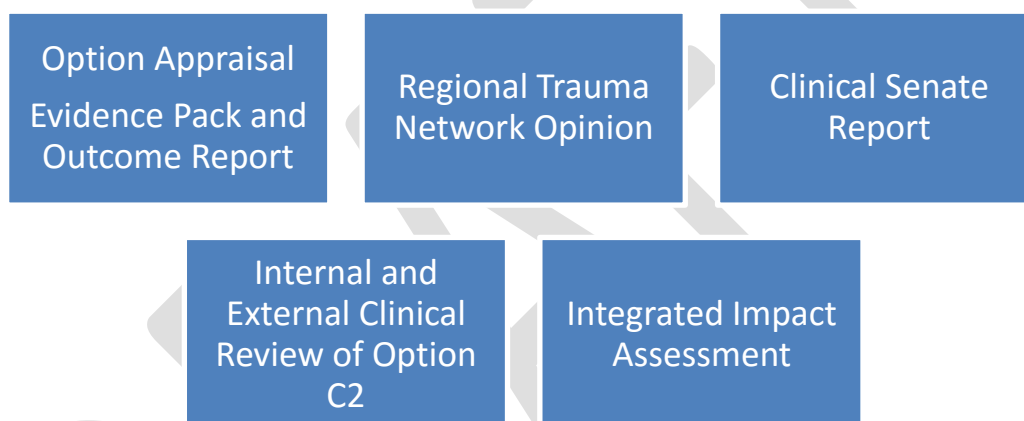 Option Appraisal
Evidence Pack and
Outcome Report
Regional Trauma
Network Opinion
Clinical Senate
Report
Internal and
External Clinical
Review of Option
C2
Integrated Impact
Assessment